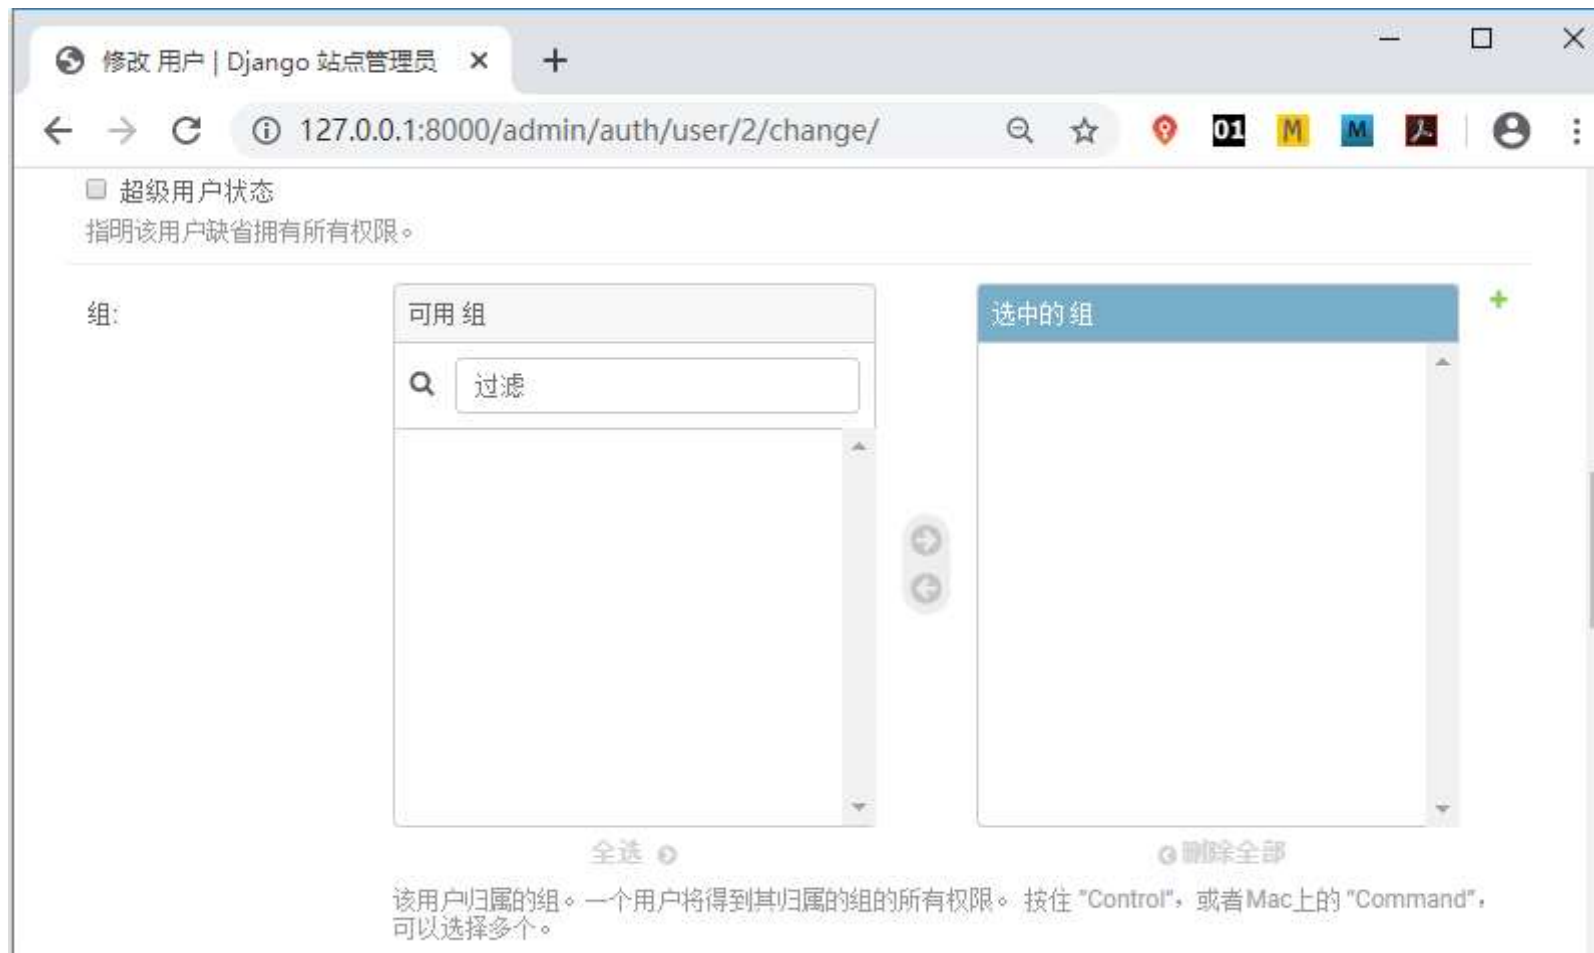 修改 用户 | Django 站点管理员
127.0.0.1:8000/admin/auth/user/2/change/
01 M M
超级用户状态
指明该用户缺省拥有所有权限。
组:
可用 组
选中的 组
过滤
全选
删除全部
该用户归属的组。一个用户将得到其归属的组的所有权限。 按住 "Control"，或者Mac上的 "Command"，
可以选择多个。